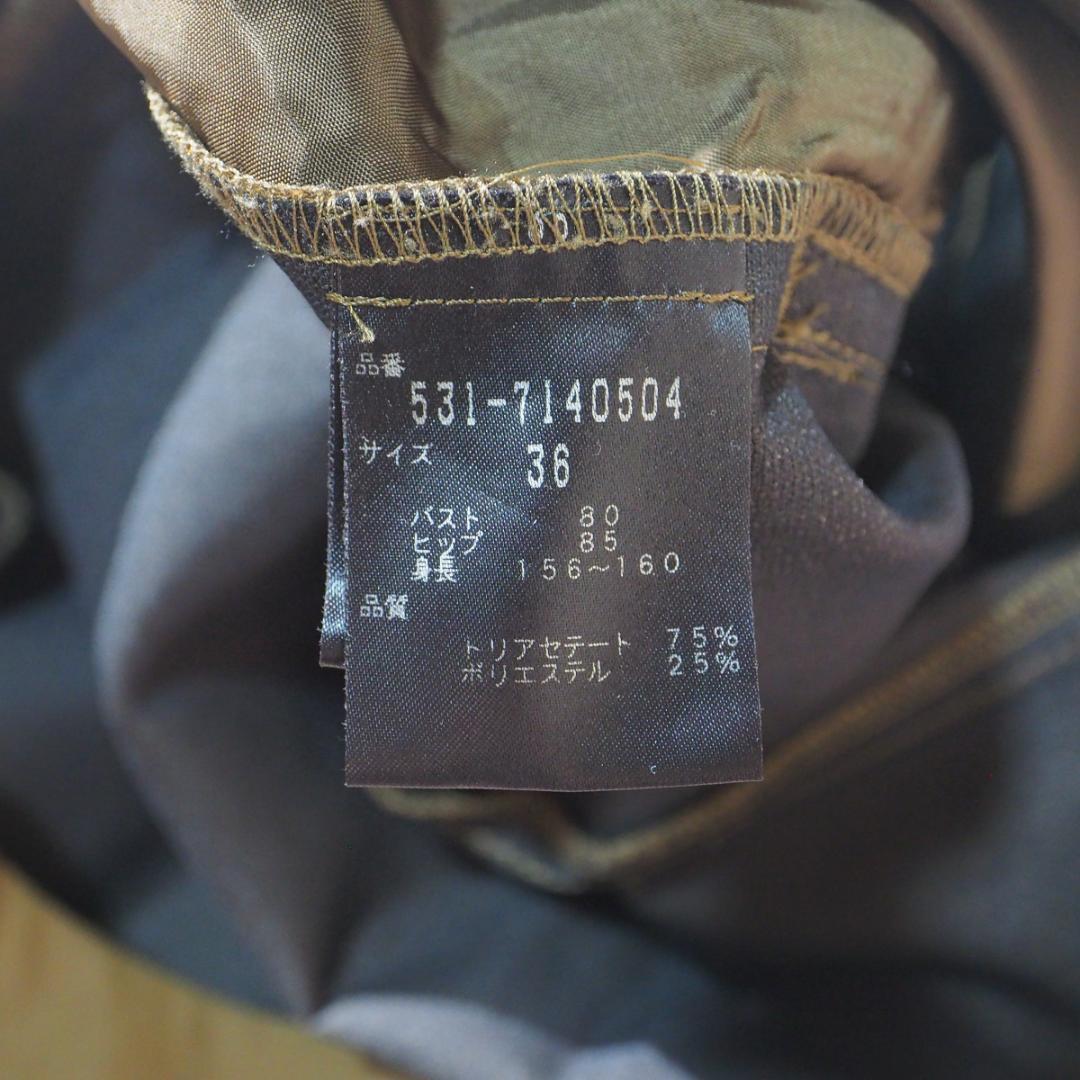 品番
531-7140504
サイズ 36
バスト 80
ヒップ 85
身長 156~160
品質
トリアセテート 75%
ポリエステル 25%